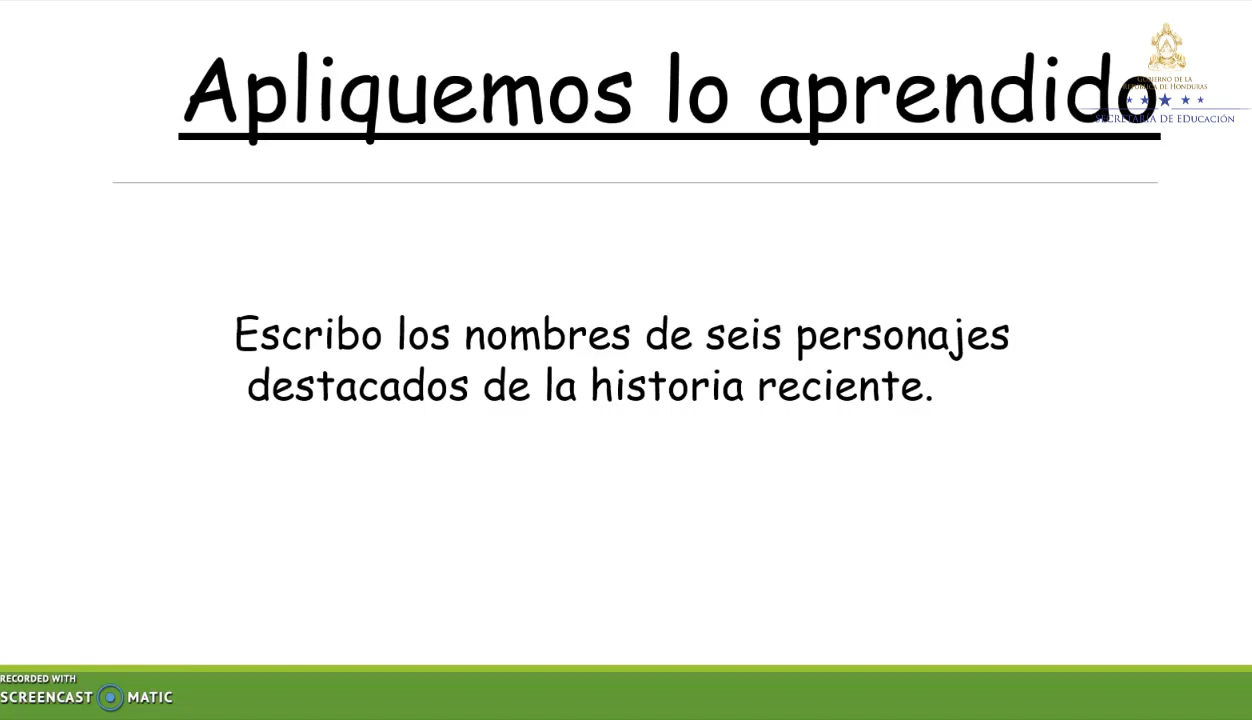 Apliquemos lo aprendido
GOBIERNO DE LA
REPÚBLICA DE HONDURAS
SECRETARÍA DE EDUCACIÓN
Escribo los nombres de seis personajes
destacados de la historia reciente.
RECORDED WITH
SCREENCAST MATIC